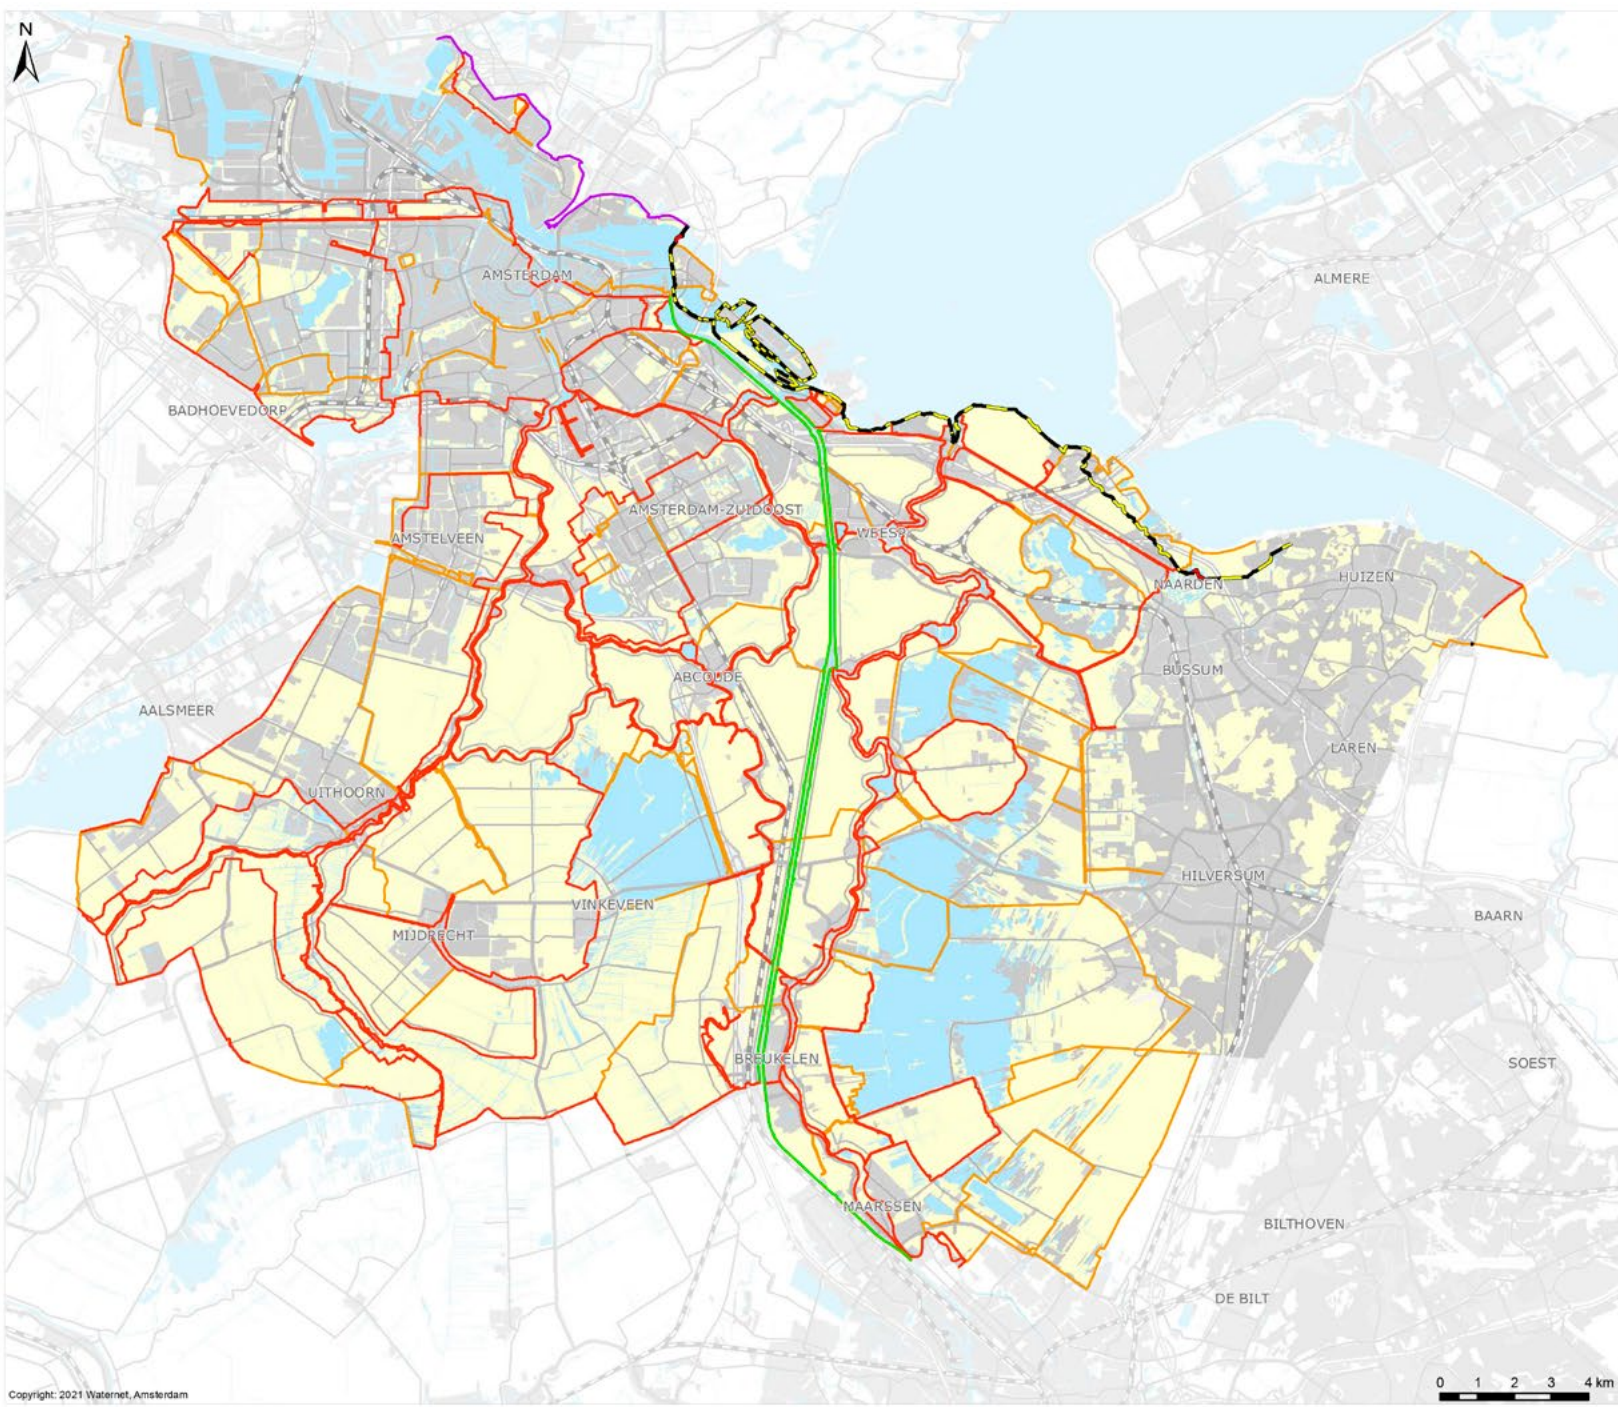 N
AMSTERDAM
ALMERE
BADHOEVEDORP
AMSTERDAM-ZUIDOOST
AMSTELVEEN
WEESP
NAARDEN
HUIZEN
BUSSUM
ABCOUDE
AALSMEER
LAREN
UITHOORN
HILVERSUM
VINKEVEEN
BAARN
MIJDRECHT
BREUKELEN
SOEST
MAARSSEN
BILTHOVEN
DE BILT
0 1 2 3 4 km
Copyright: 2021 Waternet, Amsterdam